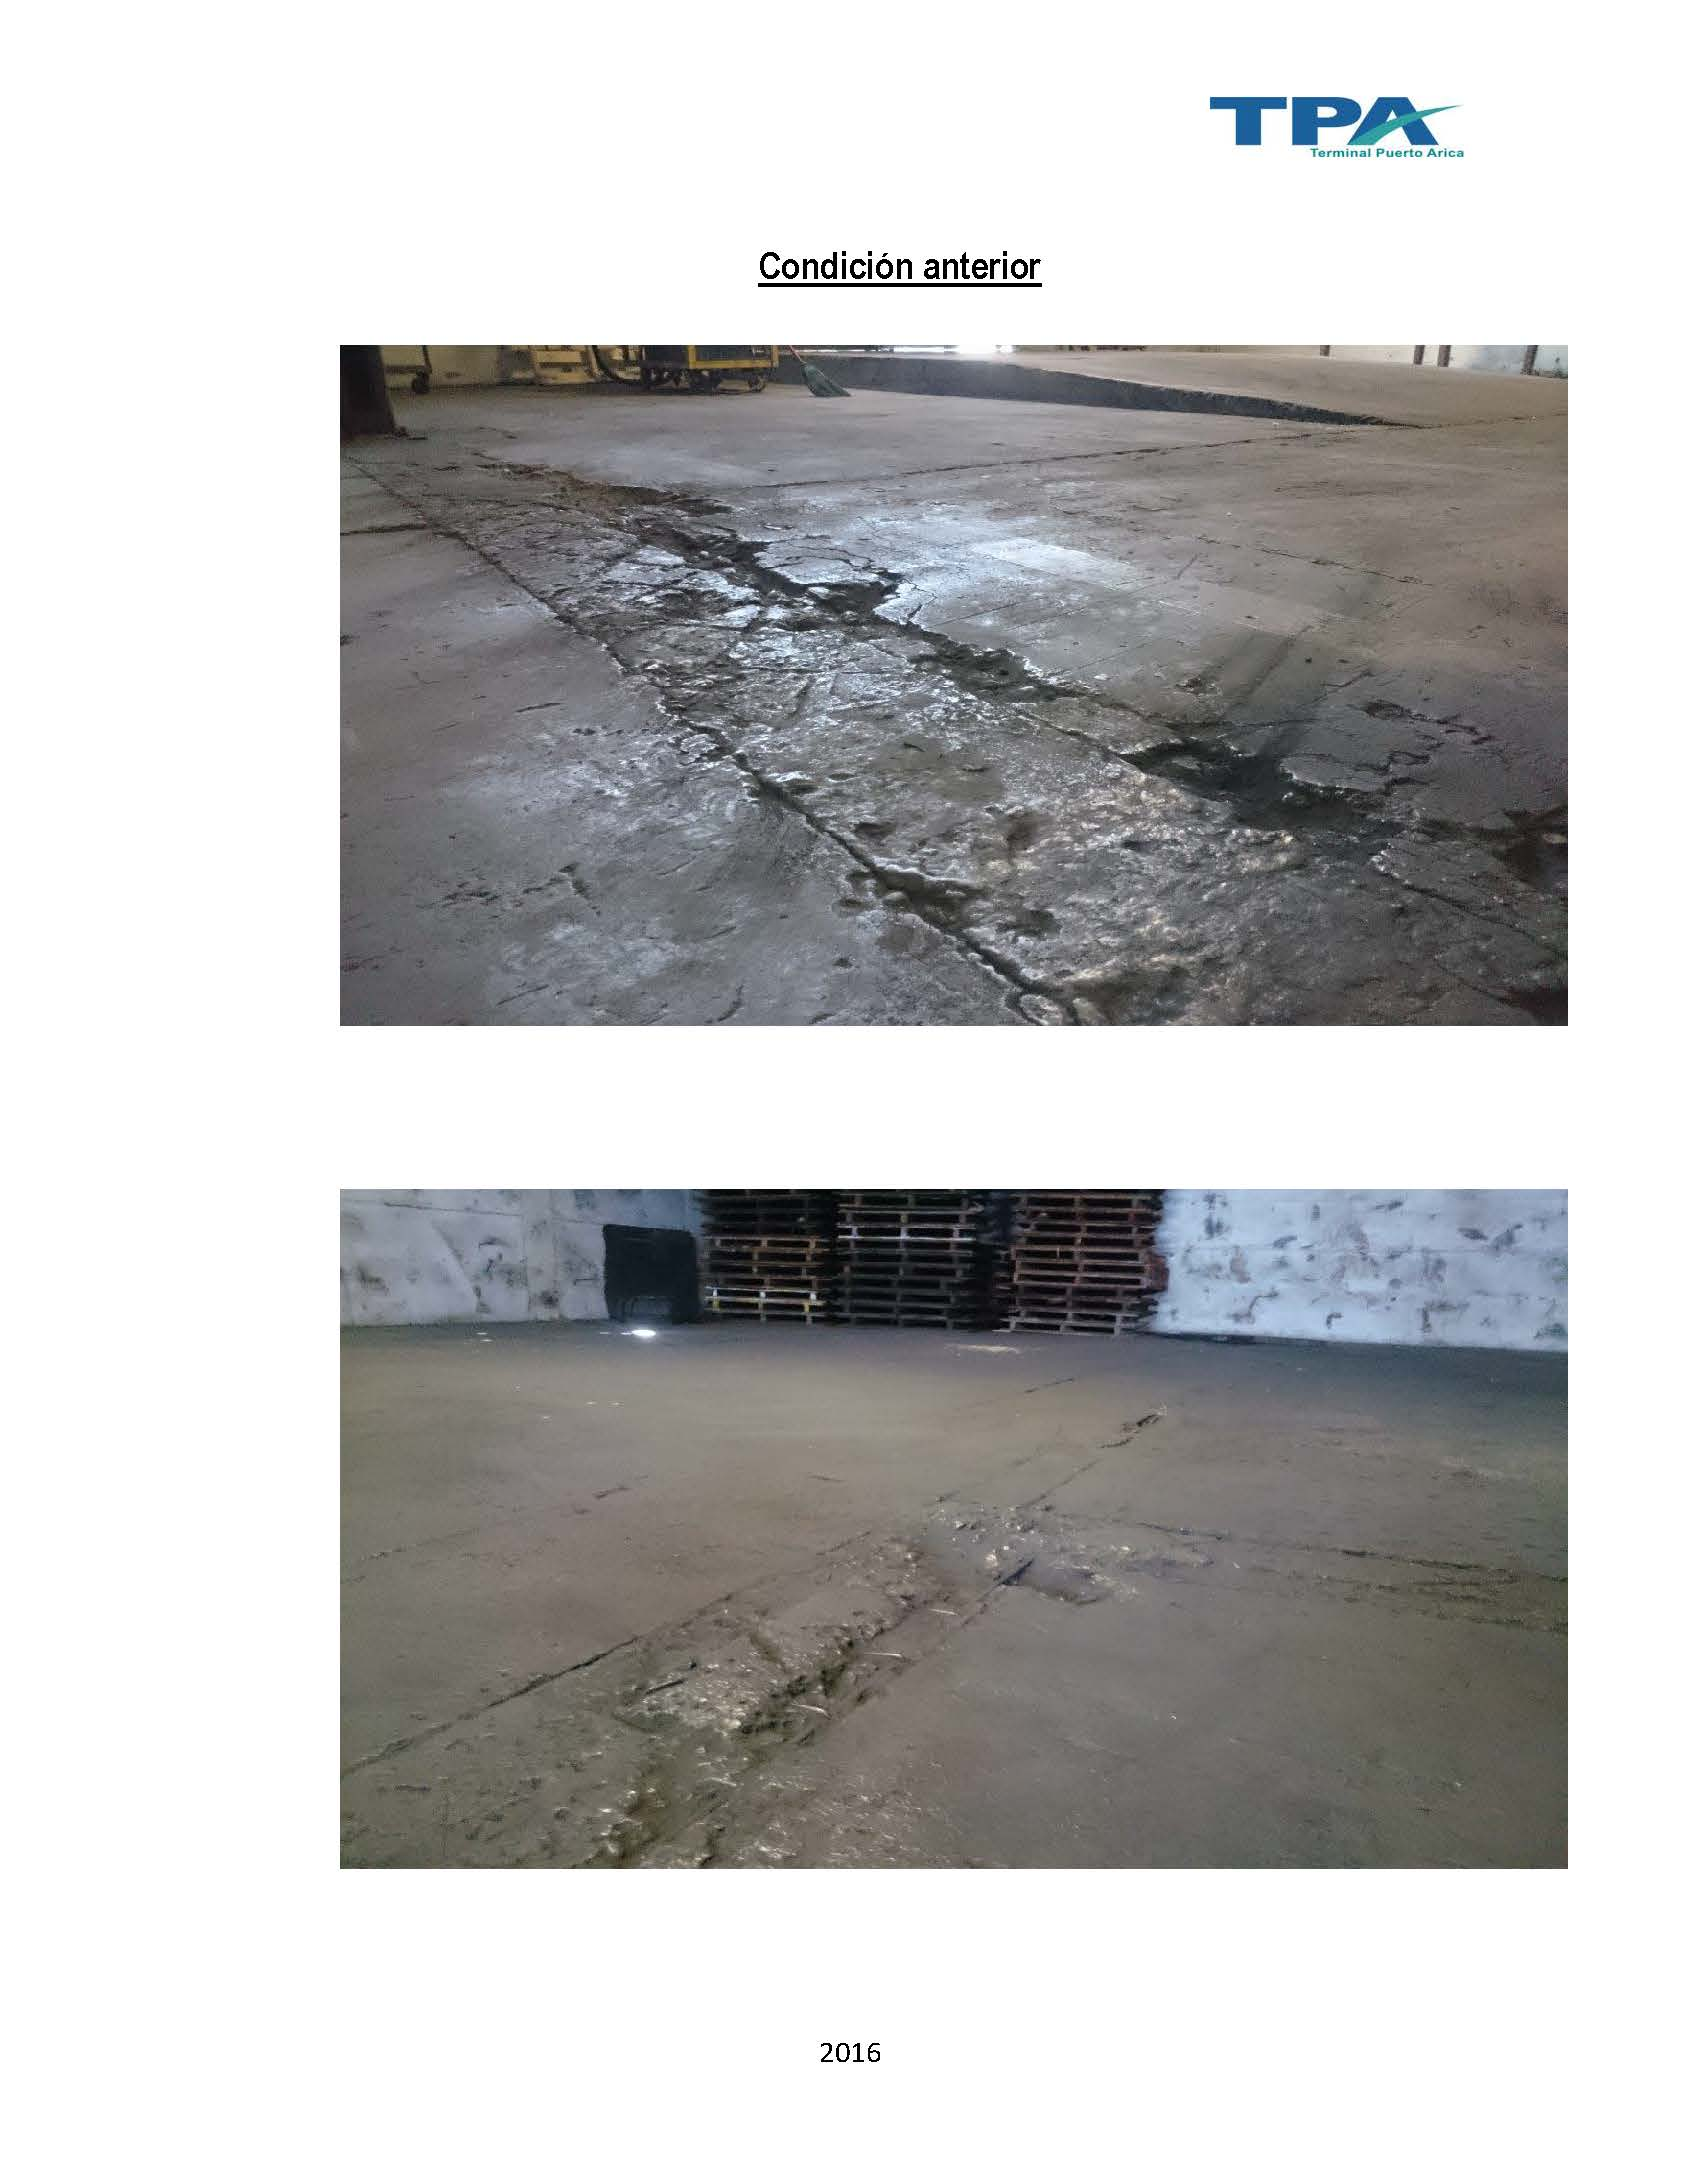 TPA
Terminal Puerto Arica
Condición anterior
2016